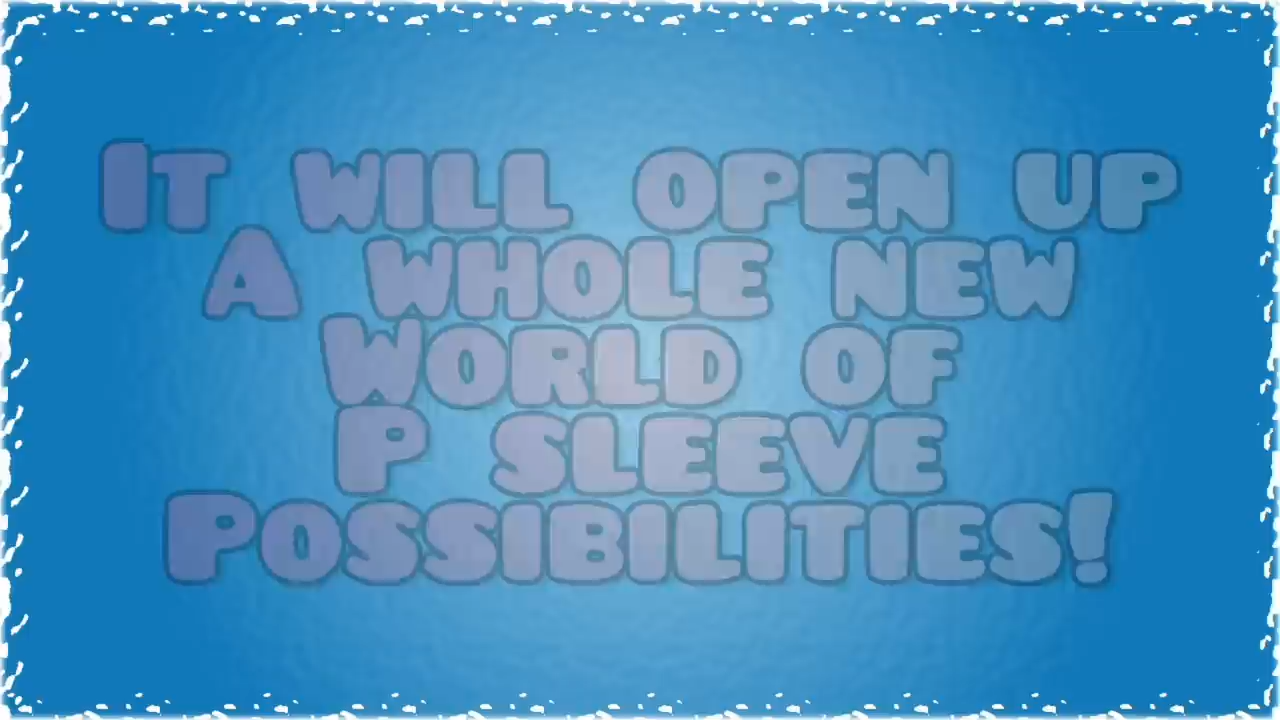 It will open up
A whole new
World of
P sleeve
Possibilities!